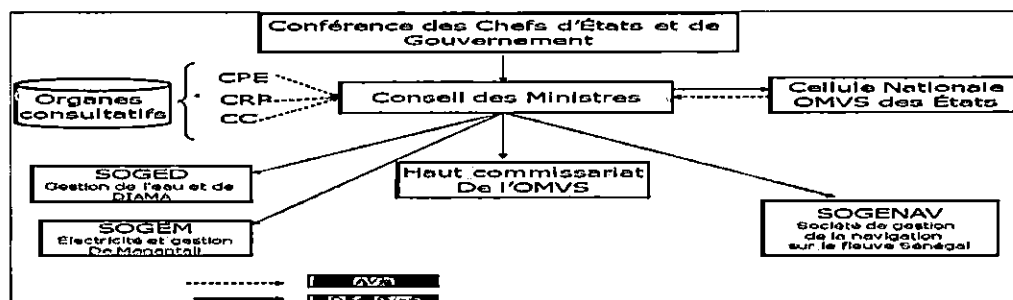 Conférence des Chefs d'États et de
Gouvernement
CPE
CRP
CC
Organes
consultatifs
Conseil des Ministres
Cellule Nationale
OMVS des États
SOGED
Gestion de l'eau et de
DIAMA
Haut commissariat
De l'OMVS
SOGEM
Électricité et gestion
De Manantali
SOGENAV
Société de gestion
de la navigation
sur le fleuve Sénégal